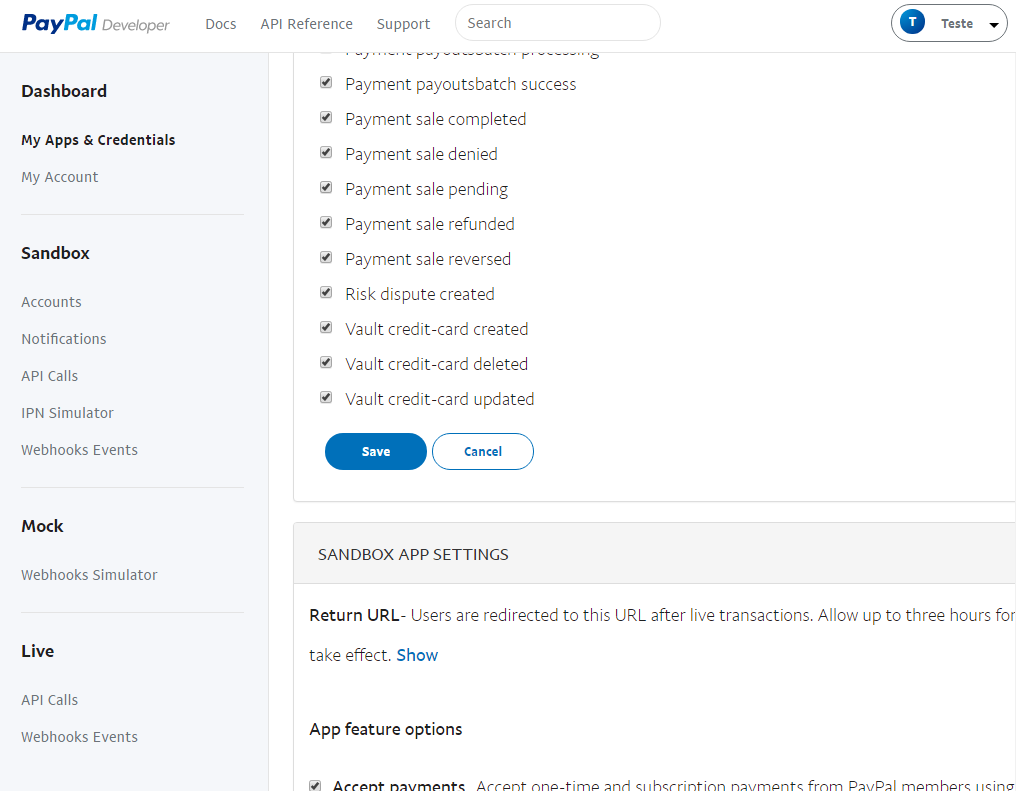 PayPal Developer
Docs
API Reference
Support
Search
T
Teste
Dashboard
My Apps & Credentials
My Account
Sandbox
Accounts
Notifications
API Calls
IPN Simulator
Webhooks Events
Mock
Webhooks Simulator
Live
API Calls
Webhooks Events
Payment payoutsbatch processing
Payment payoutsbatch success
Payment sale completed
Payment sale denied
Payment sale pending
Payment sale refunded
Payment sale reversed
Risk dispute created
Vault credit-card created
Vault credit-card deleted
Vault credit-card updated
Save
Cancel
SANDBOX APP SETTINGS
Return URL- Users are redirected to this URL after live transactions. Allow up to three hours for
take effect. Show
App feature options
Accept payments Accept one-time and subscription payments from PayPal members using